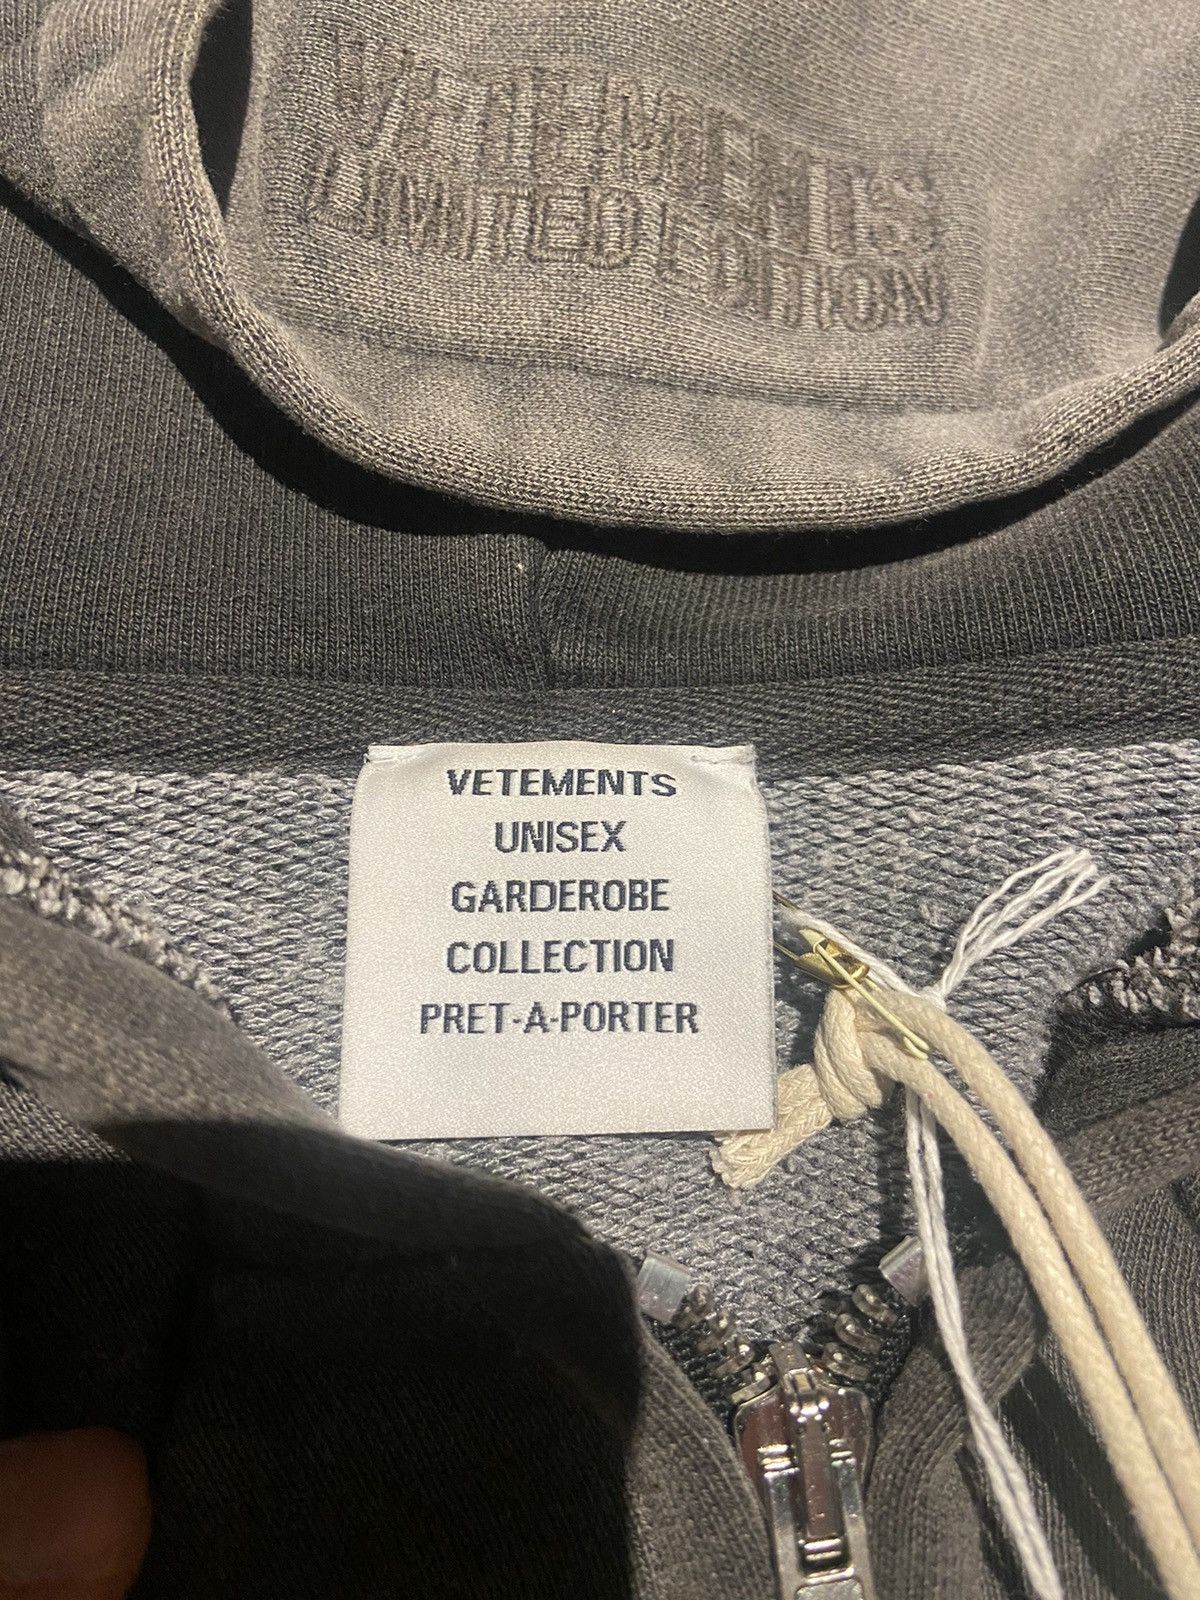 VETEMENTS
LIMITED EDITION
VETEMENTS
UNISEX
GARDEROBE
COLLECTION
PRET-A-PORTER